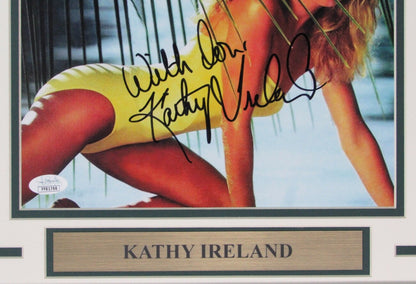 With Love,
Kathy Ireland
KATHY IRELAND